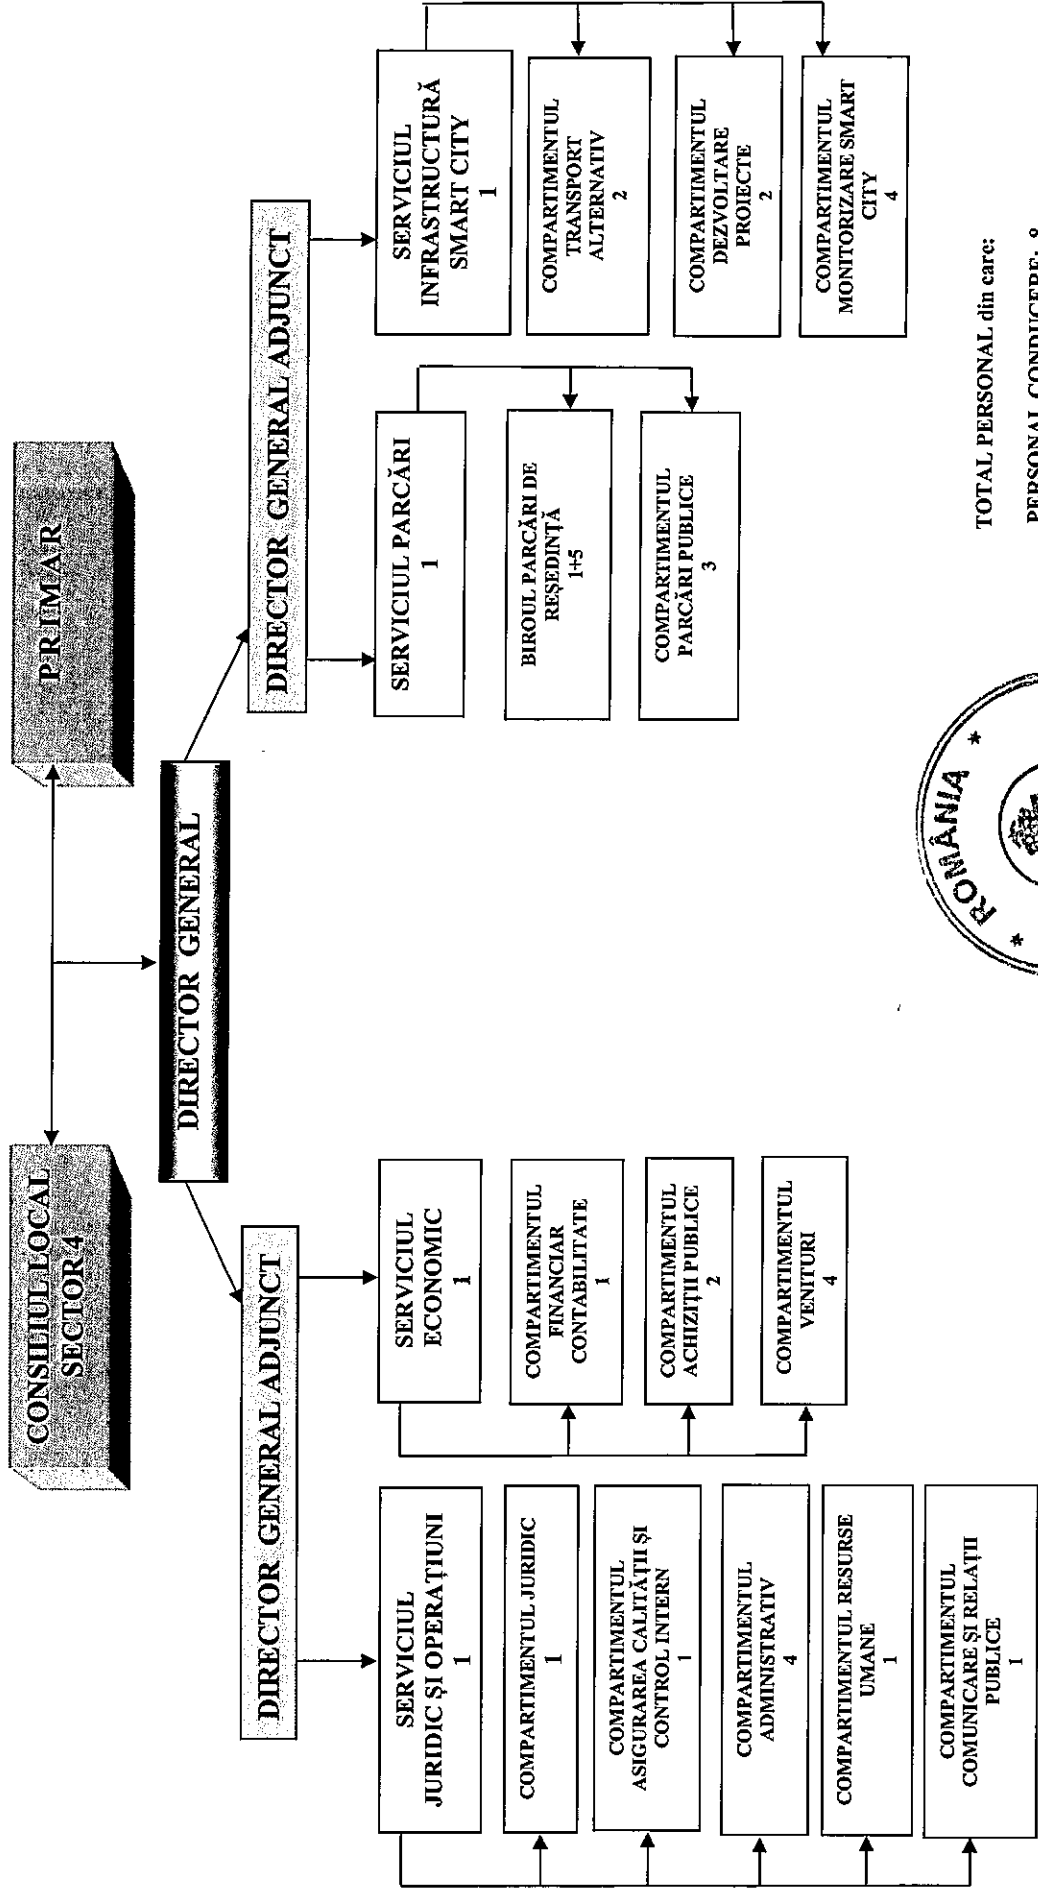 CONSILIUL LOCAL
SECTOR 4
PRIMAR
DIRECTOR GENERAL
DIRECTOR GENERAL ADJUNCT
SERVICIUL
JURIDIC ȘI OPERAȚIUNI
1
COMPARTIMENTUL JURIDIC
1
COMPARTIMENTUL
ASIGURAREA CALITĂȚII ȘI
CONTROL INTERN
1
COMPARTIMENTUL
ADMINISTRATIV
4
COMPARTIMENTUL RESURSE
UMANE
1
COMPARTIMENTUL
COMUNICARE ȘI RELAȚII
PUBLICE
1
SERVICIUL
ECONOMIC
1
COMPARTIMENTUL
FINANCIAR
CONTABILITATE
1
COMPARTIMENTUL
ACHIZIȚII PUBLICE
2
COMPARTIMENTUL
VENITURI
4
DIRECTOR GENERAL ADJUNCT
SERVICIUL PARCĂRI
1
BIROUL PARCĂRI DE
REȘEDINȚĂ
1+5
COMPARTIMENTUL
PARCĂRI PUBLICE
3
SERVICIUL
INFRASTRUCTURĂ
SMART CITY
1
COMPARTIMENTUL
TRANSPORT
ALTERNATIV
2
COMPARTIMENTUL
DEZVOLTARE
PROIECTE
2
COMPARTIMENTUL
MONITORIZARE SMART
CITY
4
* ROMÂNIA *
TOTAL PERSONAL din care:
PERSONAL CONDUCERE: 8